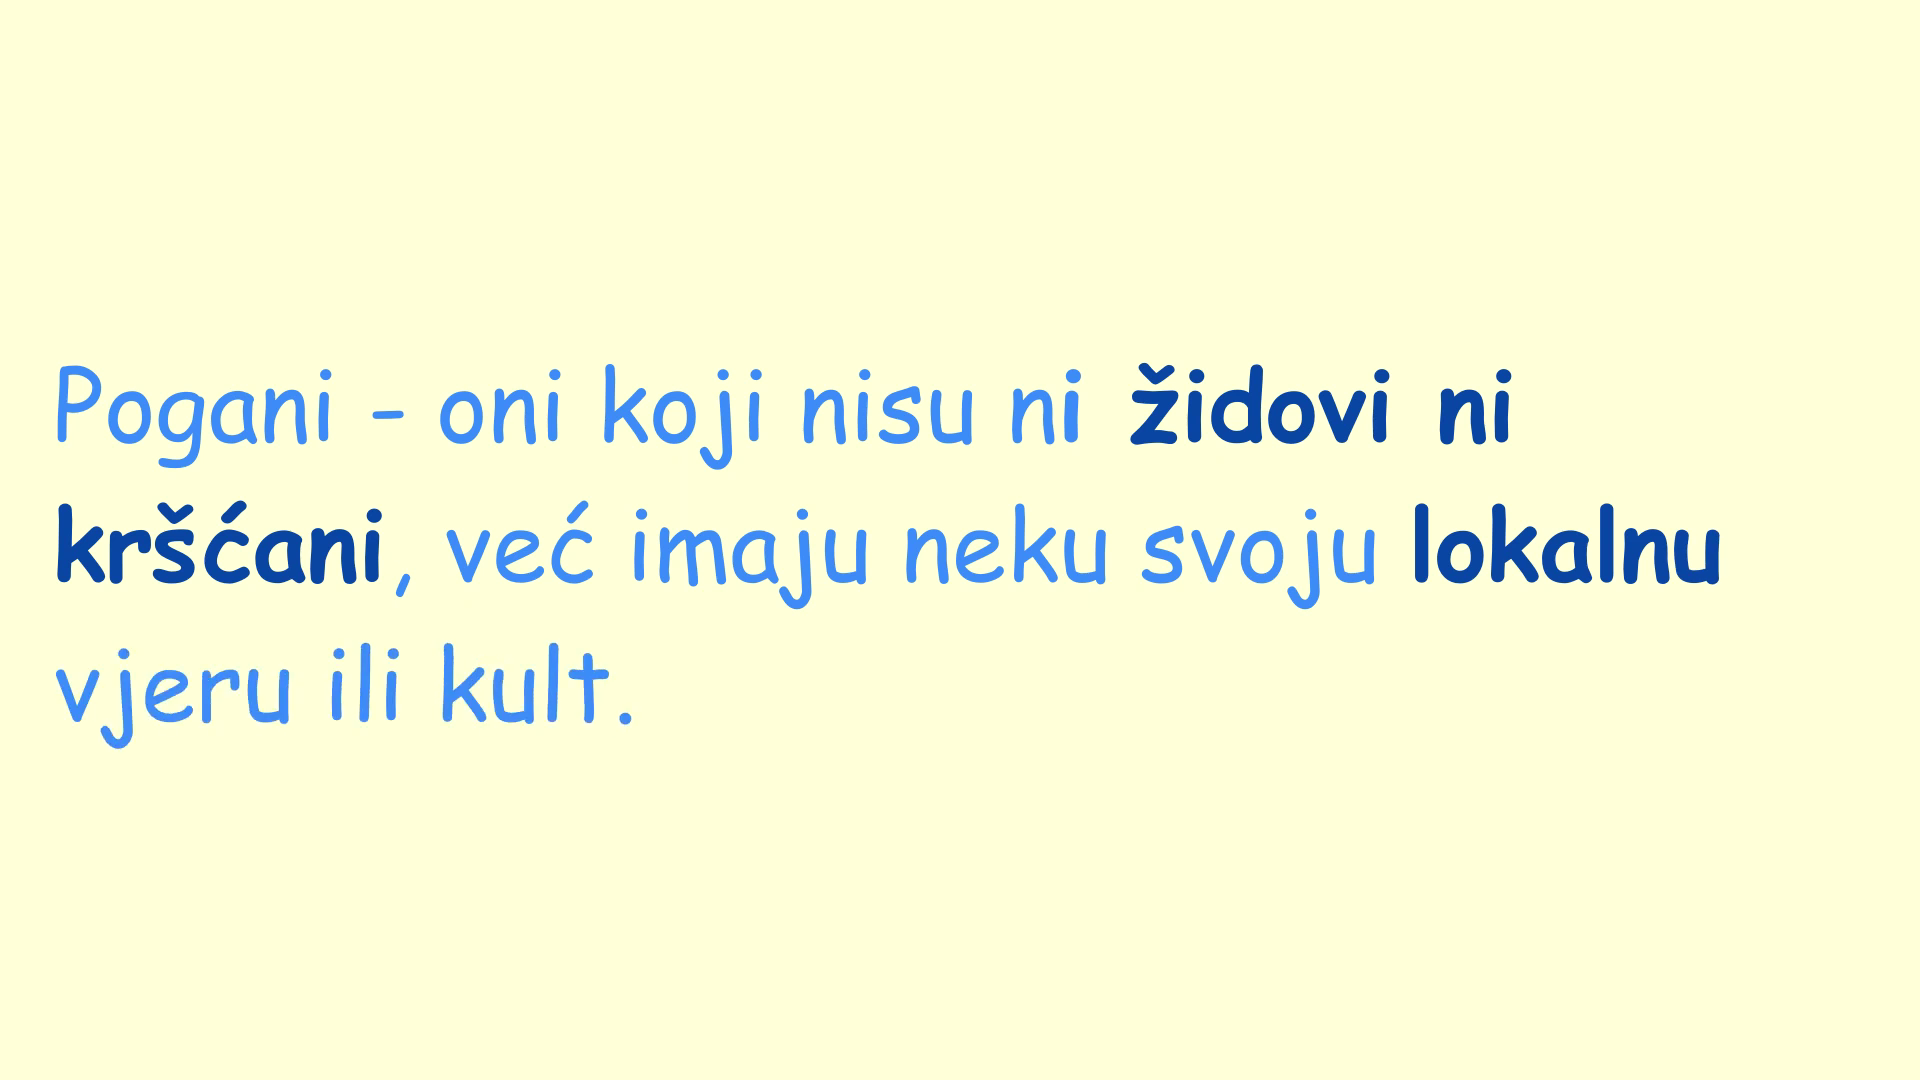 Pogani - oni koji nisu ni židovi ni
kršćani, već imaju neku svoju lokalnu
vjeru ili kult.